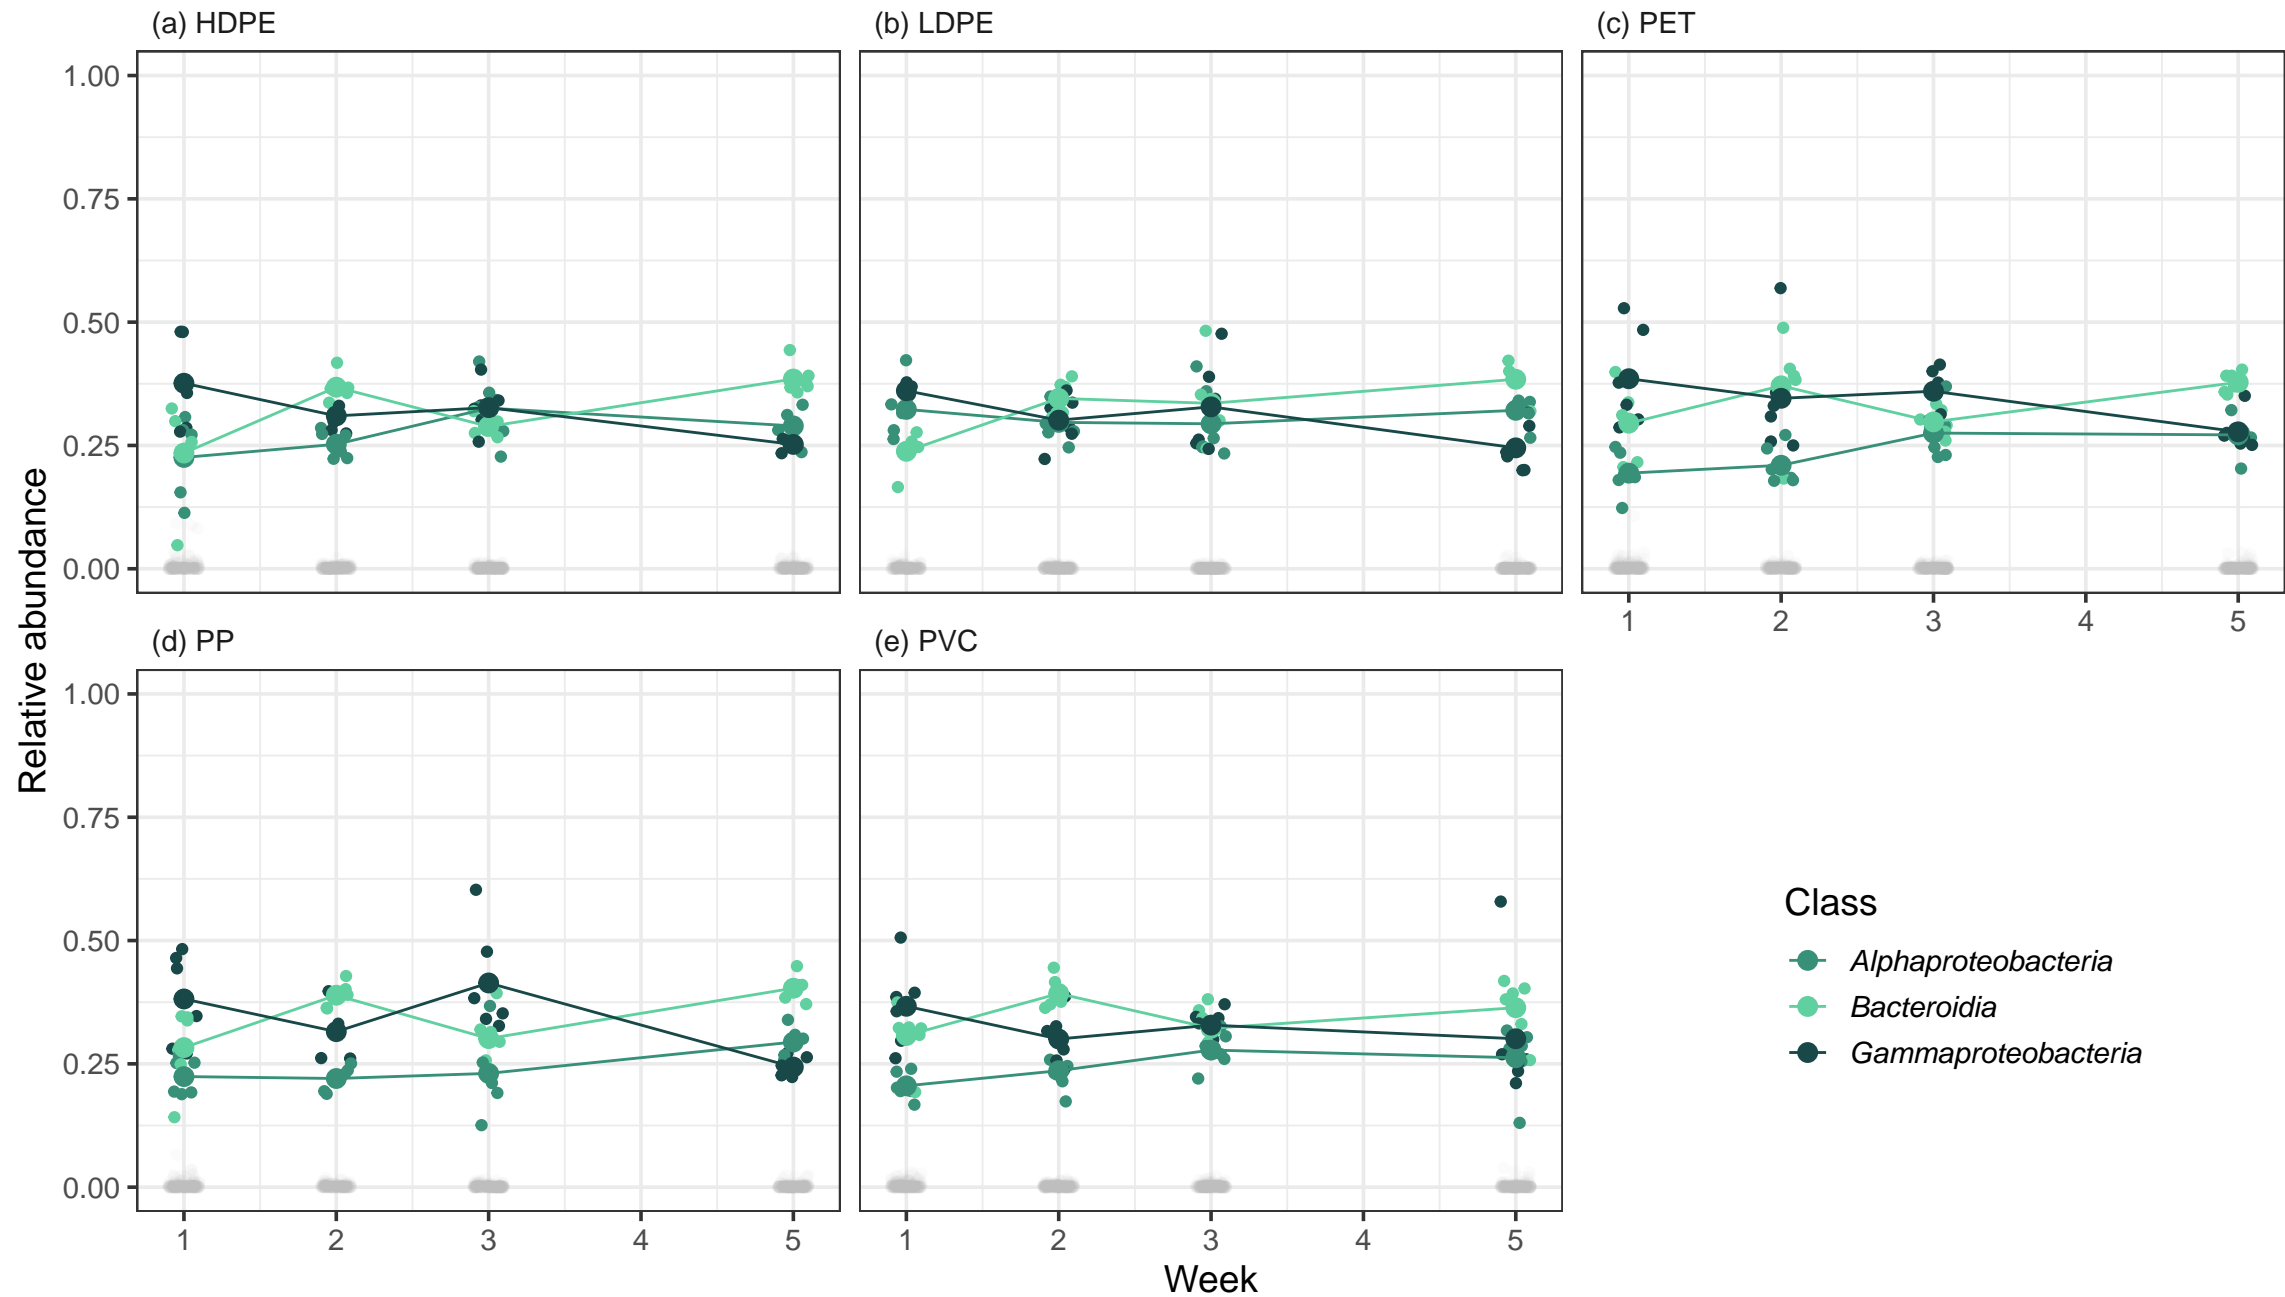 (a) HDPE
(b) LDPE
(c) PET
1.00
0.75
0.50
0.25
0.00
1 2 3 4 5
Relative abundance
(d) PP
(e) PVC
1.00
0.75
0.50
0.25
0.00
1 2 3 4 5
1 2 3 4 5
Week
Class
Alphaproteobacteria
Bacteroidia
Gammaproteobacteria